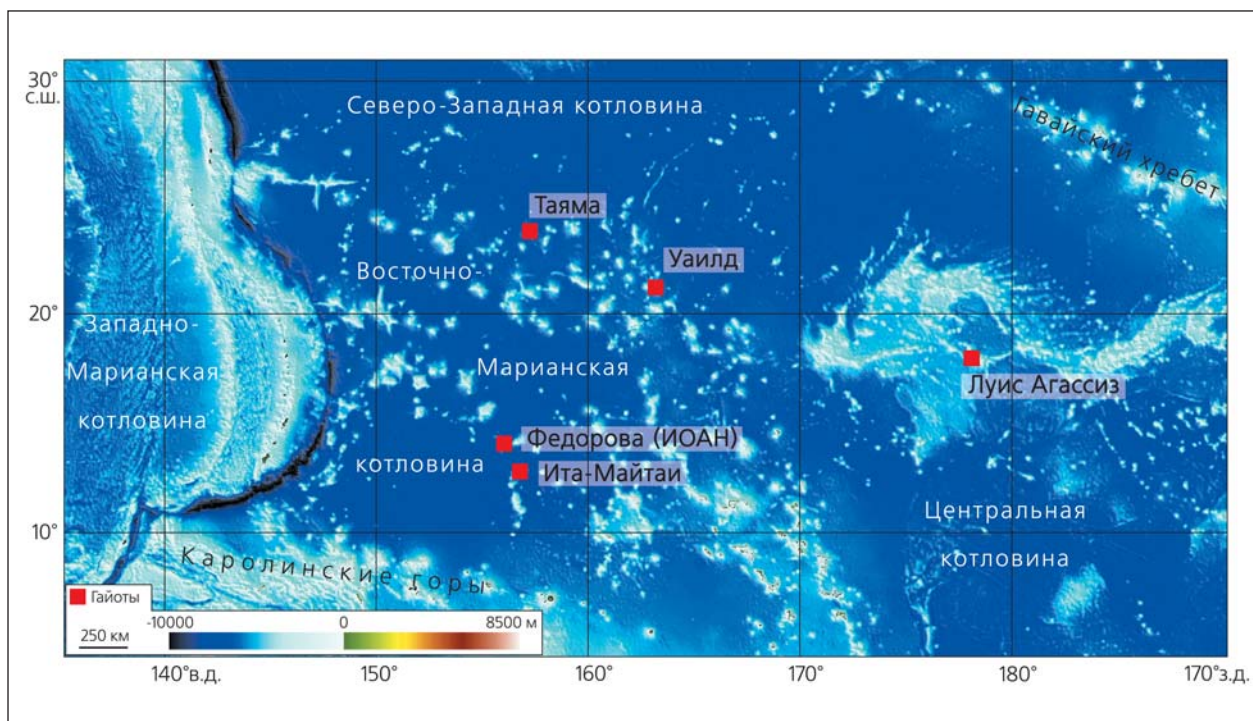 30°
с.ш.
Северо-Западная котловина
Гавайский хребет
Таяма
Уаилд
Восточно-
20°
Западно-
Марианская
Марианская
котловина
Луис Агассиз
Федорова (ИОАН)
котловина
Ита-Майтаи
10°
Центральная
котловина
Каролинские горы
Гайоты
-10000
0
8500 м
250 км
140°в.д.
150°
160°
170°
180°
170°з.д.